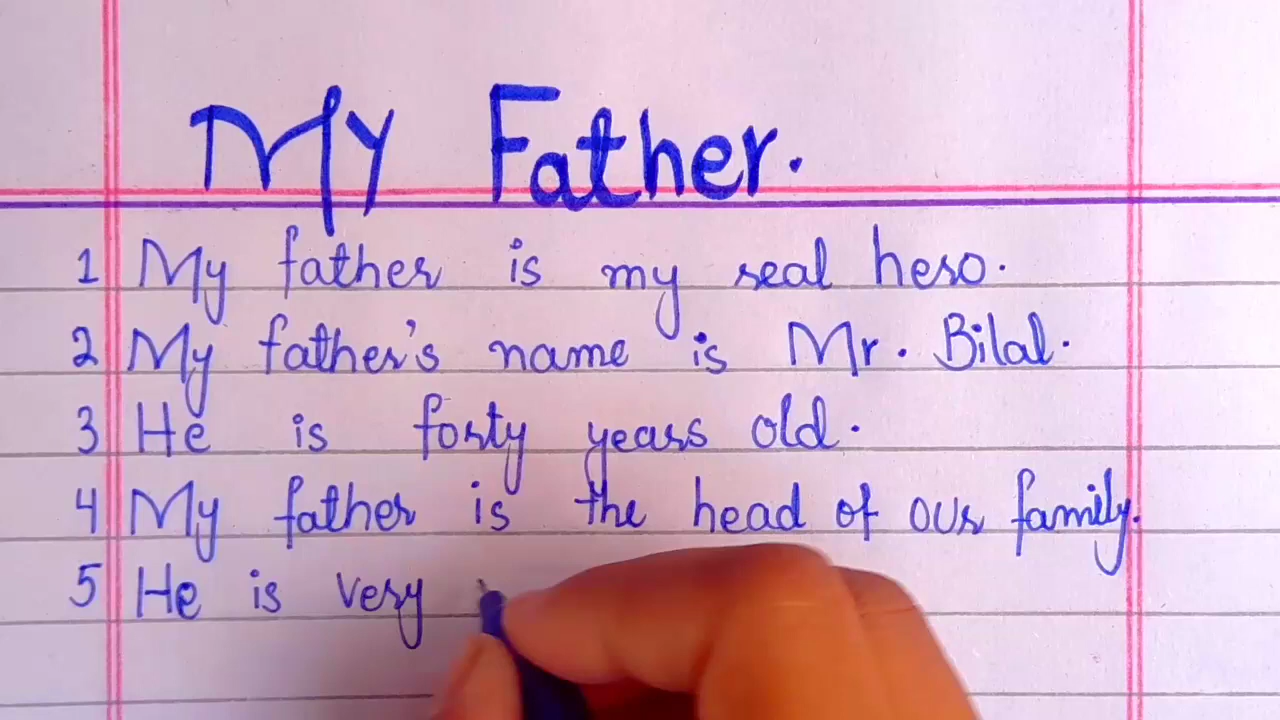 My Father.
1 My father is my real hero.
2 My father's name is Mr. Bilal.
3 He is forty years old.
4 My father is the head of our family.
5 He is very